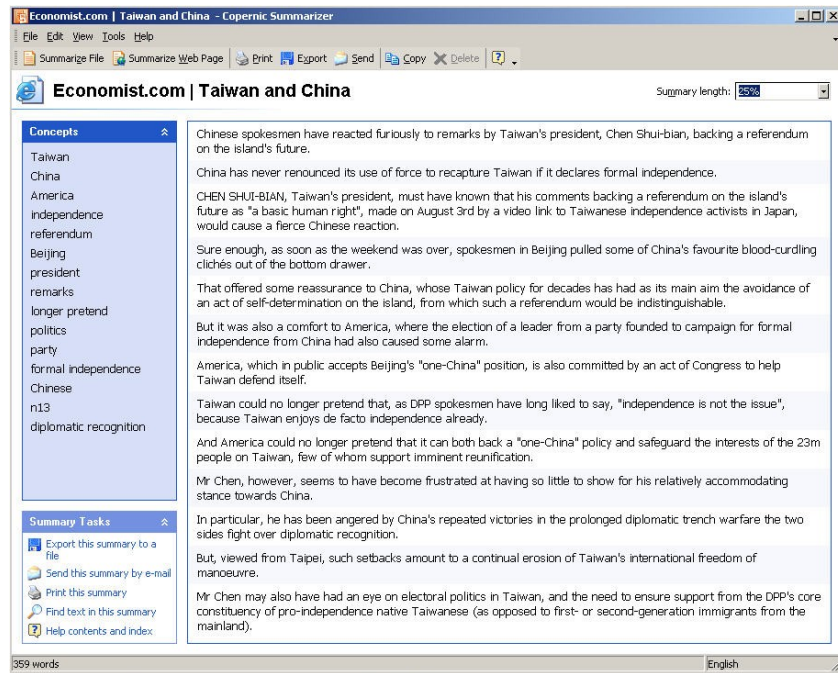 Economist.com | Taiwan and China - Copernic Summarizer
File Edit View Tools Help
Summarize File Summarize Web Page Print Export Send Copy Delete
Economist.com | Taiwan and China
Summary length: 25%
Concepts
Taiwan
China
America
independence
referendum
Beijing
president
remarks
longer pretend
politics
party
formal independence
Chinese
n13
diplomatic recognition
Summary Tasks
Export this summary to a
file
Send this summary by e-mail
Print this summary
Find text in this summary
Help contents and index
Chinese spokesmen have reacted furiously to remarks by Taiwan's president, Chen Shui-bian, backing a referendum
on the island's future.
China has never renounced its use of force to recapture Taiwan if it declares formal independence.
CHEN SHUI-BIAN, Taiwan's president, must have known that his comments backing a referendum on the island's
future as "a basic human right", made on August 3rd by a video link to Taiwanese independence activists in Japan,
would cause a fierce Chinese reaction.
Sure enough, as soon as the weekend was over, spokesmen in Beijing pulled some of China's favourite blood-curdling
clichés out of the bottom drawer.
That offered some reassurance to China, whose Taiwan policy for decades has had as its main aim the avoidance of
an act of self-determination on the island, from which such a referendum would be indistinguishable.
But it was also a comfort to America, where the election of a leader from a party founded to campaign for formal
independence from China had also caused some alarm.
America, which in public accepts Beijing's "one-China" position, is also committed by an act of Congress to help
Taiwan defend itself.
Taiwan could no longer pretend that, as DPP spokesmen have long liked to say, "independence is not the issue",
because Taiwan enjoys de facto independence already.
And America could no longer pretend that it can both back a "one-China" policy and safeguard the interests of the 23m
people on Taiwan, few of whom support imminent reunification.
Mr Chen, however, seems to have become frustrated at having so little to show for his relatively accommodating
stance towards China.
In particular, he has been angered by China's repeated victories in the prolonged diplomatic trench warfare the two
sides fight over diplomatic recognition.
But, viewed from Taipei, such setbacks amount to a continual erosion of Taiwan's international freedom of
manoeuvre.
Mr Chen may also have had an eye on electoral politics in Taiwan, and the need to ensure support from the DPP's core
constituency of pro-independence native Taiwanese (as opposed to first- or second-generation immigrants from the
mainland).
359 words
English